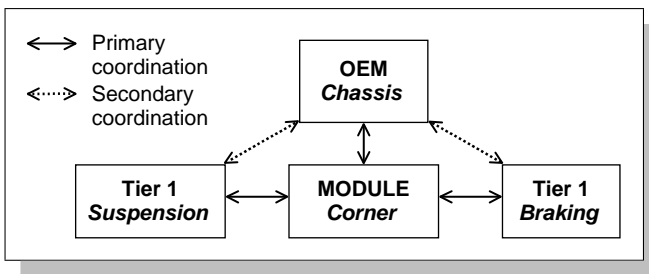 Primary
coordination
Secondary
coordination
OEM
Chassis
Tier 1
Suspension
MODULE
Corner
Tier 1
Braking